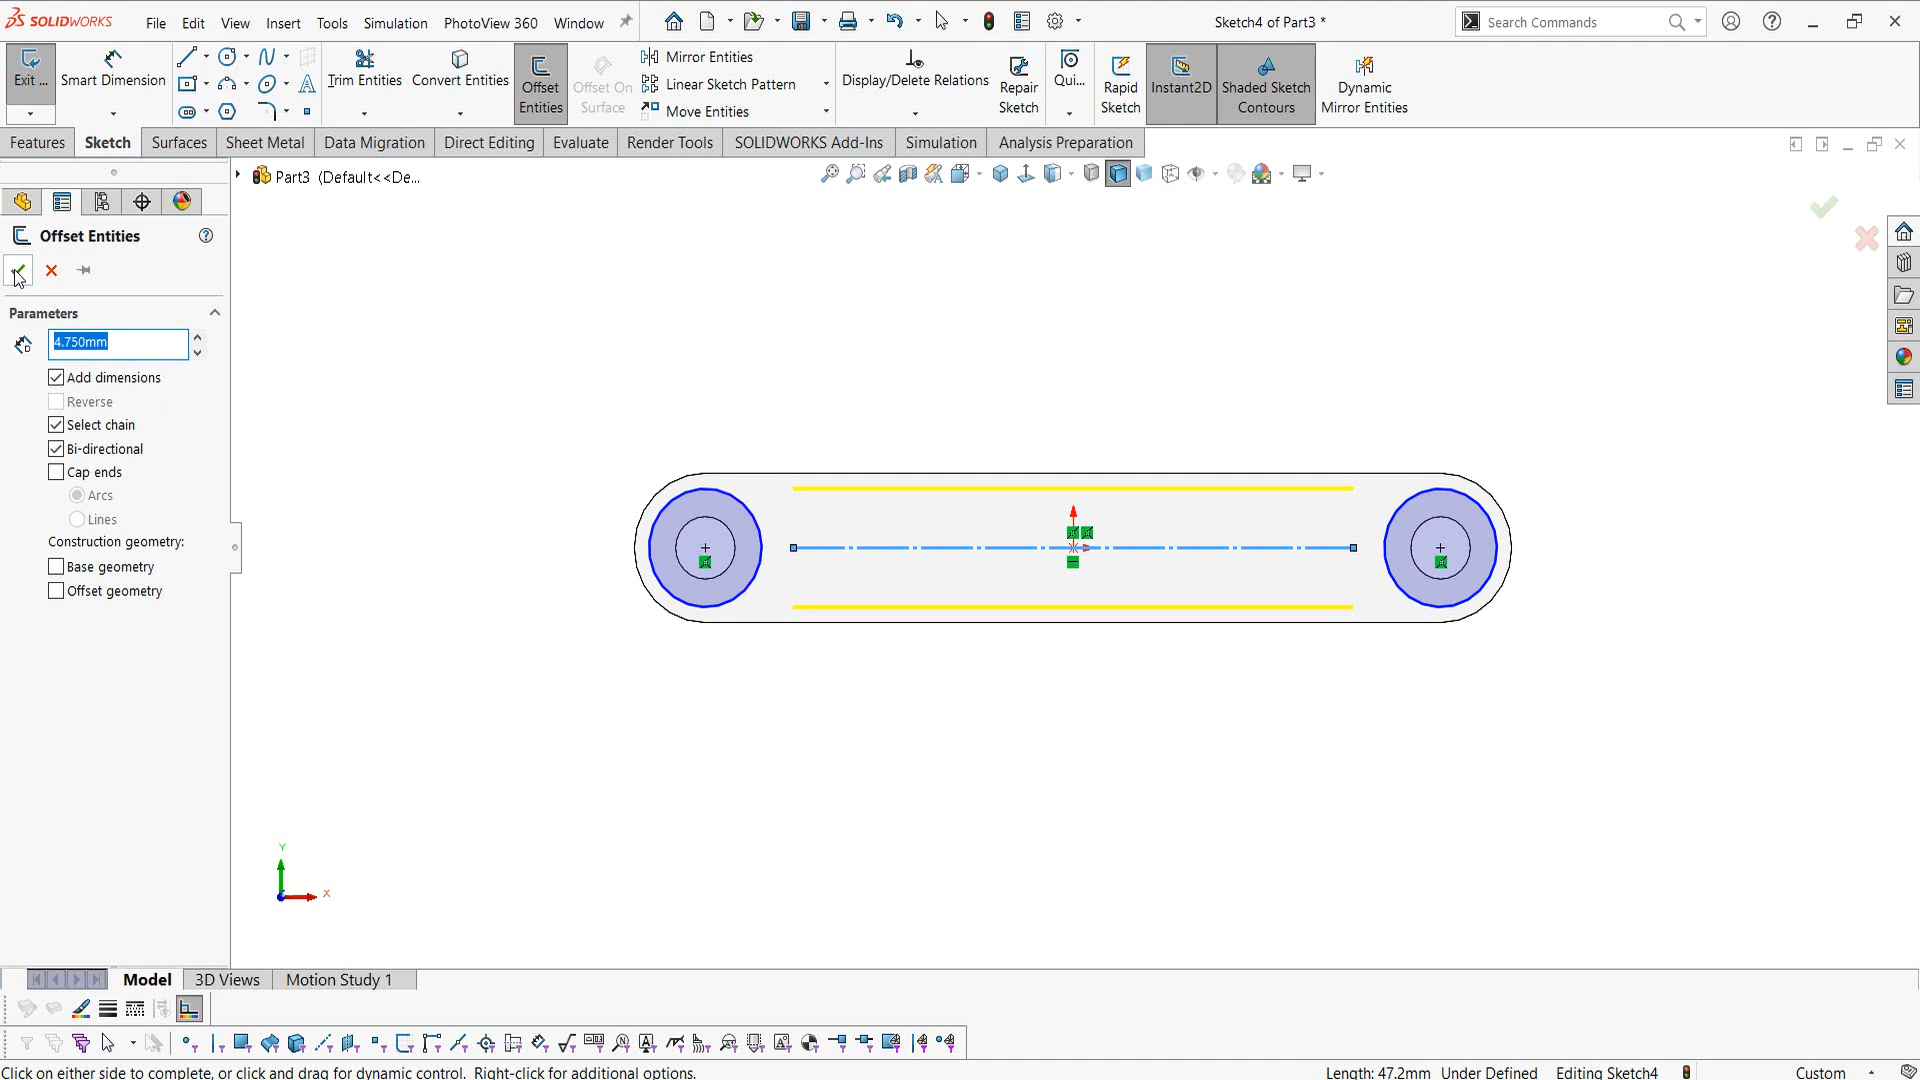 SOLIDWORKS File Edit View Insert Tools Simulation PhotoView 360 Window Sketch4 of Part3 * Search Commands
Exit ... Smart Dimension Trim Entities Convert Entities Offset Entities Offset On Surface Mirror Entities Linear Sketch Pattern Move Entities Display/Delete Relations Repair Sketch Qui... Rapid Sketch Instant2D Shaded Sketch Contours Dynamic Mirror Entities
Features Sketch Surfaces Sheet Metal Data Migration Direct Editing Evaluate Render Tools SOLIDWORKS Add-Ins Simulation Analysis Preparation
Part3 (Default<<De...
Offset Entities
Parameters
4.750mm
Add dimensions
Reverse
Select chain
Bi-directional
Cap ends
Arcs
Lines
Construction geometry:
Base geometry
Offset geometry
Y
X
Model 3D Views Motion Study 1
Click on either side to complete, or click and drag for dynamic control. Right-click for additional options. Length: 47.2mm Under Defined Editing Sketch4 Custom